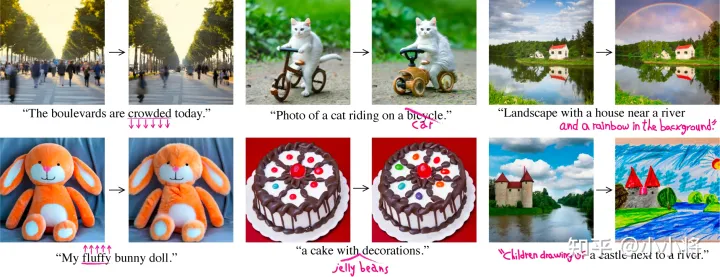 "The boulevards are crowded today."
"Photo of a cat riding on a bicycle."
car
"Landscape with a house near a river
and a rainbow in the background."
"My fluffy bunny doll."
"a cake with decorations."
jelly beans
"Children drawing of a castle next to a river."
知乎 @小小将